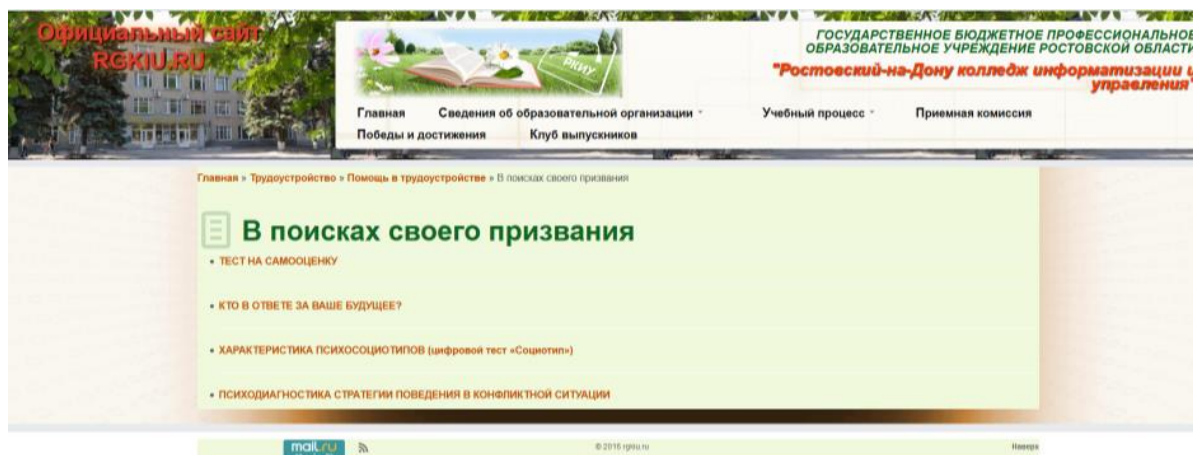 Официальный сайт
RGKIU.RU
РКИУ
ГОСУДАРСТВЕННОЕ БЮДЖЕТНОЕ ПРОФЕССИОНАЛЬНОЕ
ОБРАЗОВАТЕЛЬНОЕ УЧРЕЖДЕНИЕ РОСТОВСКОЙ ОБЛАСТИ
"Ростовский-на-Дону колледж информатизации и
управления"
Главная Сведения об образовательной организации Учебный процесс Приемная комиссия
Победы и достижения Клуб выпускников
Главная » Трудоустройство » Помощь в трудоустройстве » В поисках своего призвания
В поисках своего призвания
• ТЕСТ НА САМООЦЕНКУ
• КТО В ОТВЕТЕ ЗА ВАШЕ БУДУЩЕЕ?
• ХАРАКТЕРИСТИКА ПСИХОСОЦИОТИПОВ (цифровой тест «Социотип»)
• ПСИХОДИАГНОСТИКА СТРАТЕГИИ ПОВЕДЕНИЯ В КОНФЛИКТНОЙ СИТУАЦИИ
mail.ru © 2015 rgkiu.ru Наверх